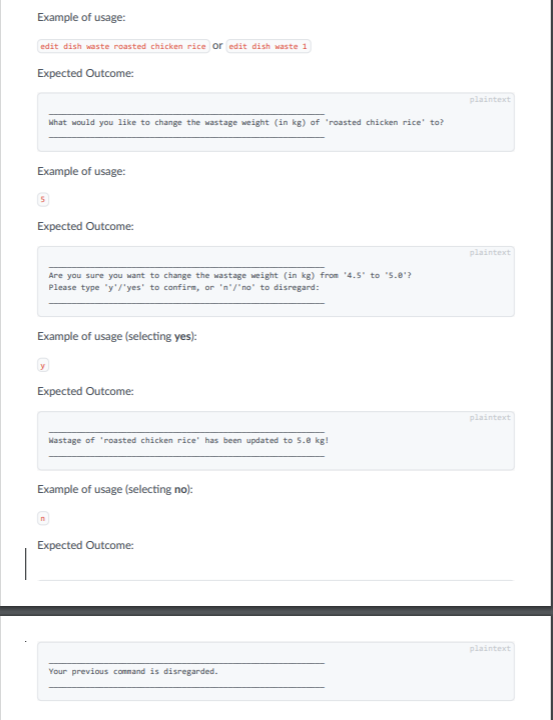 Example of usage:
edit dish waste roasted chicken rice or edit dish waste 1
Expected Outcome:
plaintext
What would you like to change the wastage weight (in kg) of 'roasted chicken rice' to?
Example of usage:
5
Expected Outcome:
plaintext
Are you sure you want to change the wastage weight (in kg) from '4.5' to '5.0'?
Please type 'y'/'yes' to confirm, or 'n'/'no' to disregard:
Example of usage (selecting yes):
y
Expected Outcome:
plaintext
Wastage of 'roasted chicken rice' has been updated to 5.0 kg!
Example of usage (selecting no):
n
Expected Outcome:
plaintext
Your previous command is disregarded.